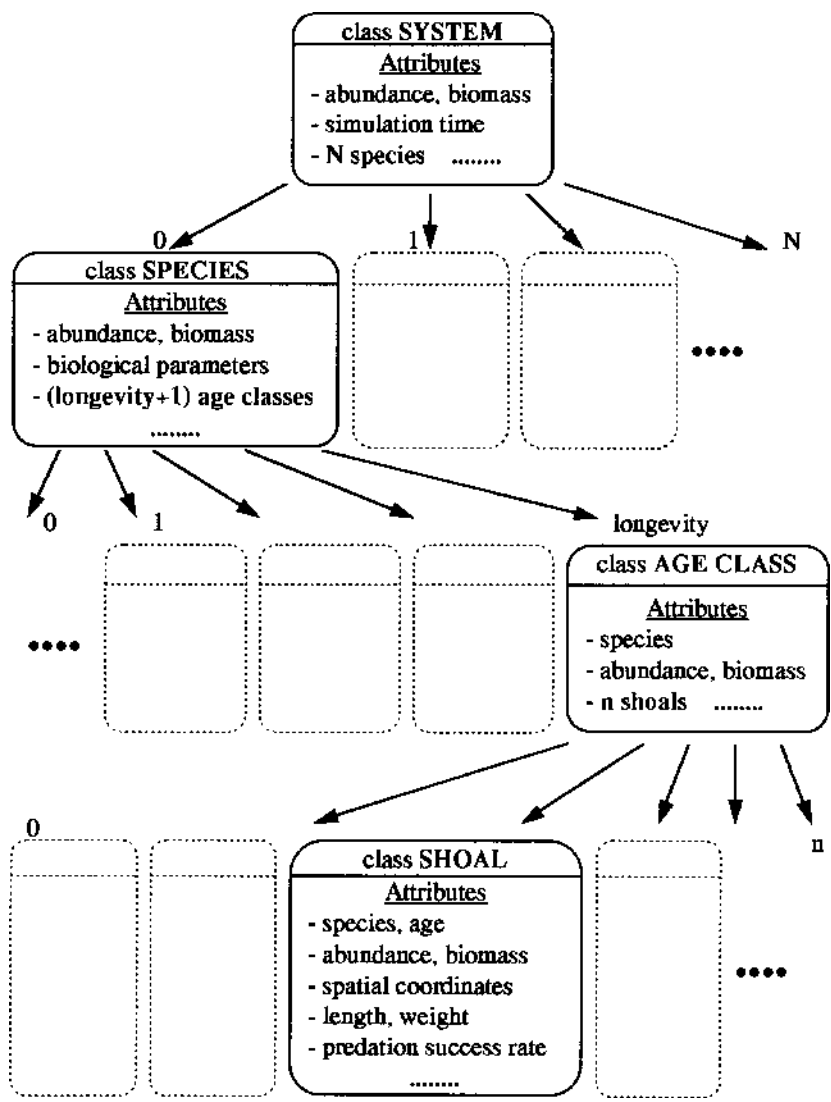 class SYSTEM
Attributes
- abundance, biomass
- simulation time
- N species ........
0
1
N
class SPECIES
Attributes
- abundance, biomass
- biological parameters
- (longevity+1) age classes
........
••••
0
1
longevity
••••
class AGE CLASS
Attributes
- species
- abundance, biomass
- n shoals ........
0
n
class SHOAL
Attributes
- species, age
- abundance, biomass
- spatial coordinates
- length, weight
- predation success rate
........
••••